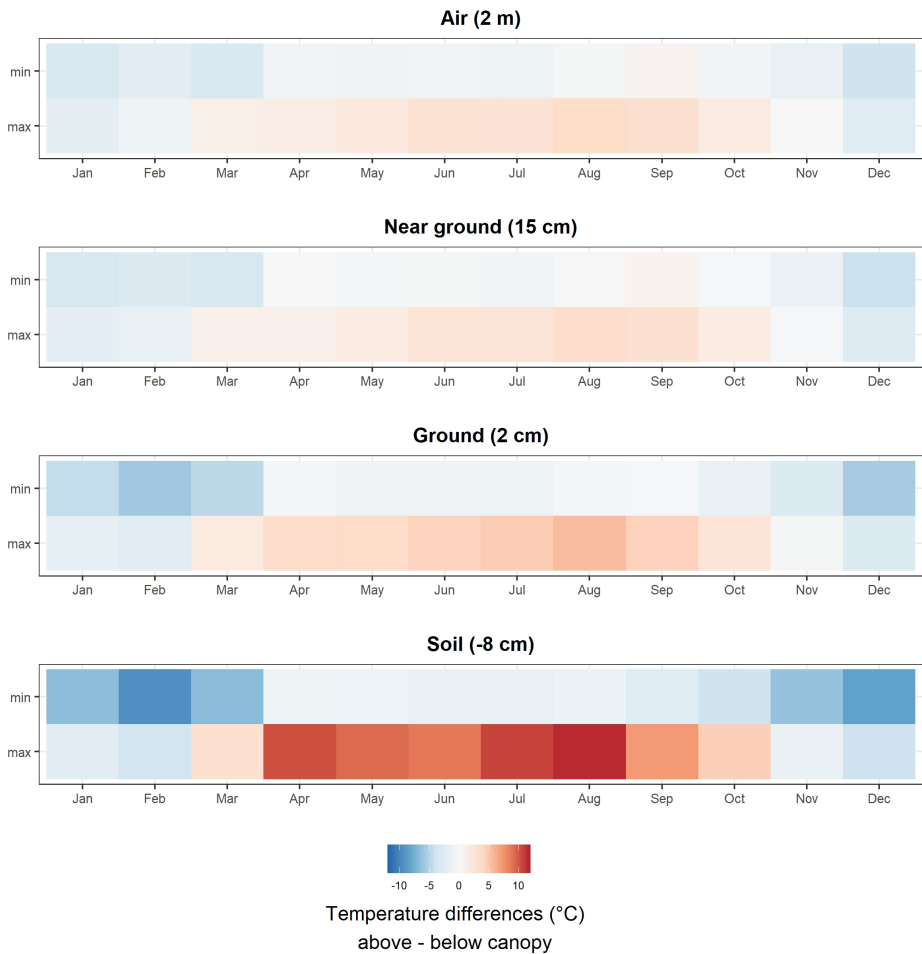 Air (2 m)
min
max
Jan Feb Mar Apr May Jun Jul Aug Sep Oct Nov Dec
Near ground (15 cm)
min
max
Jan Feb Mar Apr May Jun Jul Aug Sep Oct Nov Dec
Ground (2 cm)
min
max
Jan Feb Mar Apr May Jun Jul Aug Sep Oct Nov Dec
Soil (-8 cm)
min
max
Jan Feb Mar Apr May Jun Jul Aug Sep Oct Nov Dec
-10 -5 0 5 10
Temperature differences (°C)
above - below canopy